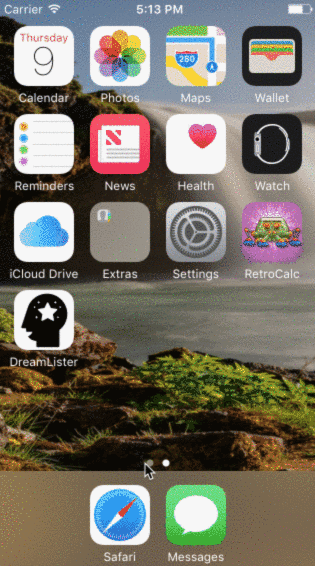 Carrier 5:13 PM
Thursday
9
280
Calendar Photos Maps Wallet
Reminders News Health Watch
iCloud Drive Extras Settings RetroCalc
DreamLister
Safari Messages